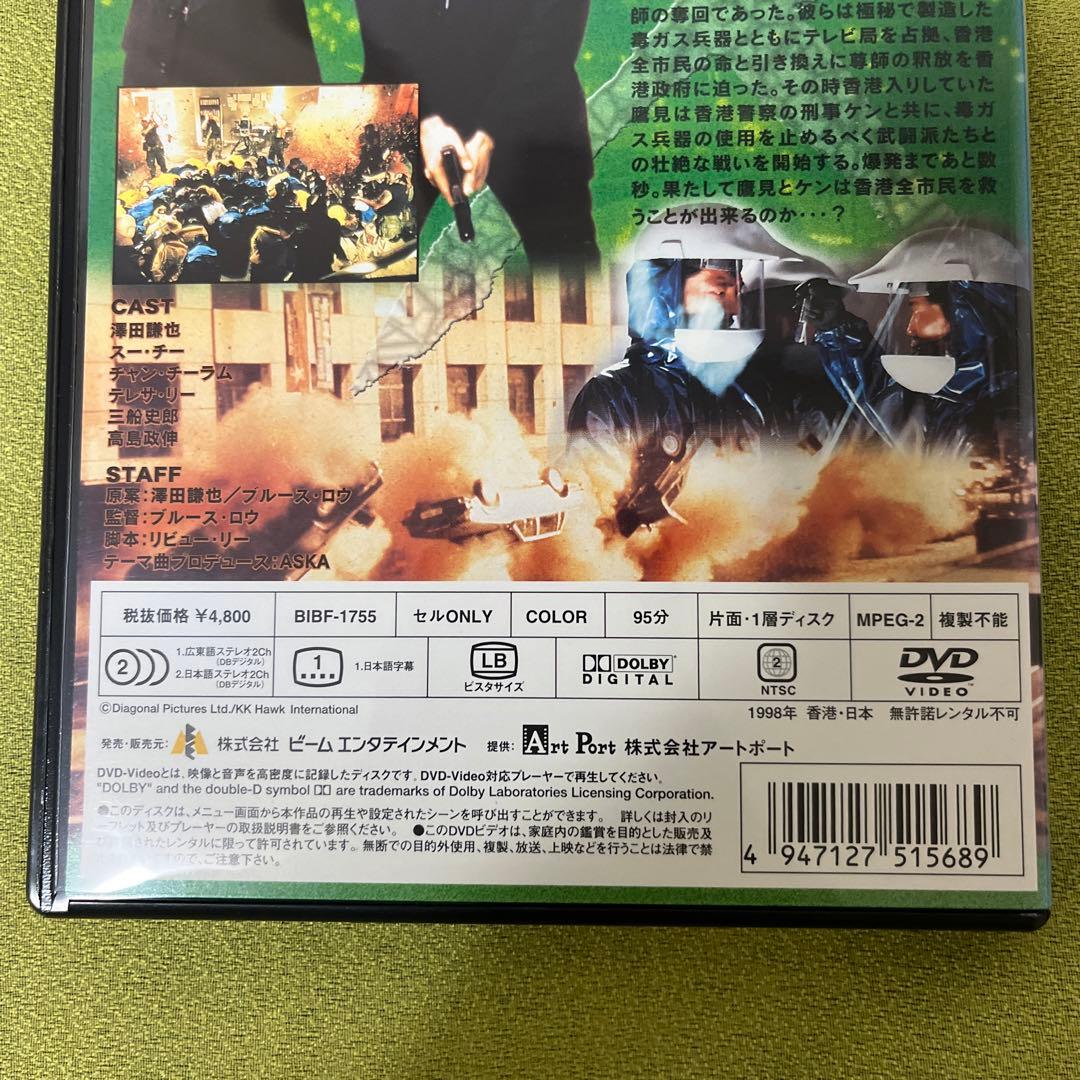 師の奪回であった。彼らは極秘で製造した
毒ガス兵器とともにテレビ局を占拠、香港
全市民の命と引き換えに尊師の釈放を香
港政府に迫った。その時香港入りしていた
鷹見は香港警察の刑事ケンと共に、毒ガ
ス兵器の使用を止めるべく武闘派たちと
の壮絶な戦いを開始する。爆発まであと数
秒。果たして鷹見とケンは香港全市民を救
うことが出来るのか・・・?
CAST
澤田謙也
スー・チー
チャン・チーラム
テレサ・リー
三船史郎
高島政伸
STAFF
原案:澤田謙也/ブルース・ロウ
監督:ブルース・ロウ
脚本:リビュー・リー
テーマ曲プロデュース:ASKA
税抜価格 ¥4,800 BIBF-1755 セルONLY COLOR 95分 片面・1層ディスク MPEG-2 複製不能
2 1.広東語ステレオ2Ch
(DBデジタル)
2.日本語ステレオ2Ch
(DBデジタル)
1 1.日本語字幕
LB
ビスタサイズ
DOLBY
DIGITAL
2
NTSC
DVD
VIDEO
©Diagonal Pictures Ltd./KK Hawk International
1998年 香港・日本 無許諾レンタル不可
発売・販売元: 株式会社 ビームエンタテインメント 提供: Art Port 株式会社アートポート
DVD-Videoとは、映像と音声を高密度に記録したディスクです。DVD-Video対応プレーヤーで再生してください。
"DOLBY" and the double-D symbol are trademarks of Dolby Laboratories Licensing Corporation.
●このディスクは、メニュー画面から本作品の再生や設定されたシーンを呼び出すことができます。 詳しくは封入のリ
ーフレット及びプレーヤーの取扱説明書をご参照ください。 ●このDVDビデオは、家庭内の鑑賞を目的とした販売及
びレンタルに限って許可されています。無断での目的外使用、複製、放送、上映などを行うことは法律で禁
ので、ご注意下さい。
4 947127 515689